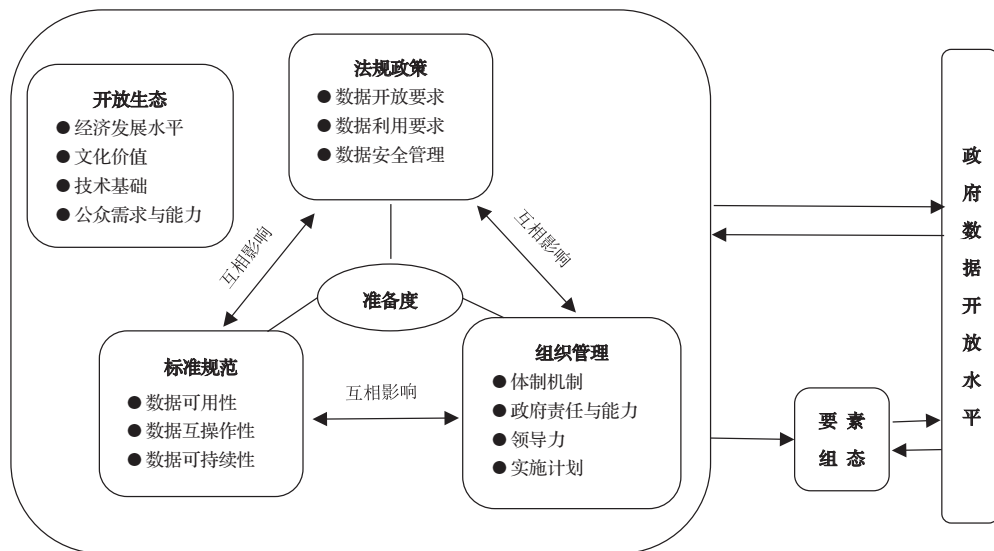 开放生态
● 经济发展水平
● 文化价值
● 技术基础
● 公众需求与能力
法规政策
● 数据开放要求
● 数据利用要求
● 数据安全管理
互相影响
互相影响
准备度
标准规范
● 数据可用性
● 数据互操作性
● 数据可持续性
互相影响
组织管理
● 体制机制
● 政府责任与能力
● 领导力
● 实施计划
要 素
组 态
政
府
数
据
开
放
水
平